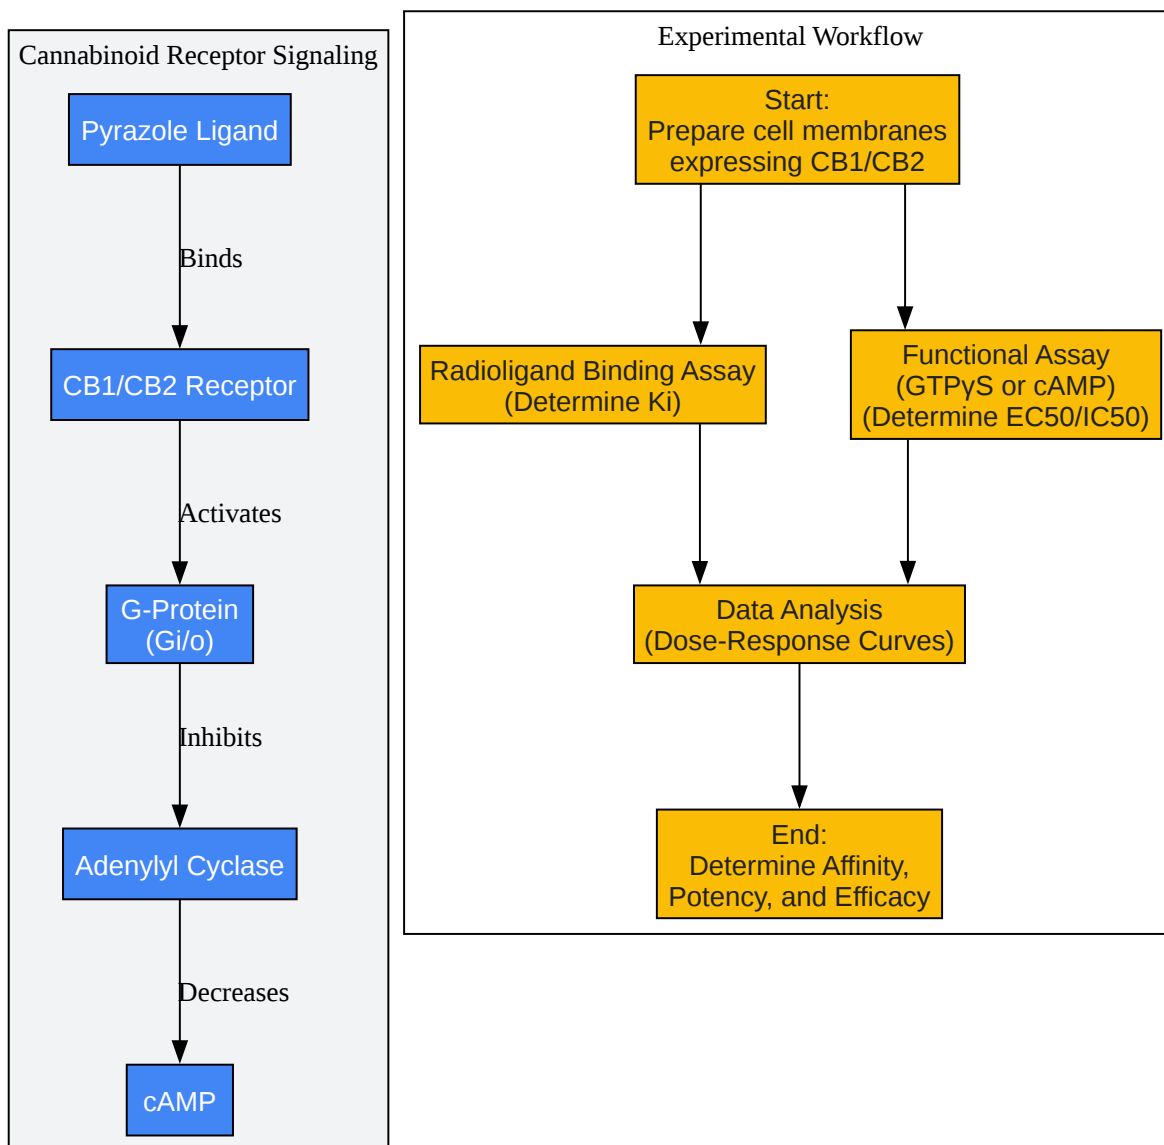 Cannabinoid Receptor Signaling
Pyrazole Ligand
Binds
CB1/CB2 Receptor
Activates
G-Protein
(Gi/o)
Inhibits
Adenylyl Cyclase
Decreases
cAMP
Experimental Workflow
Start:
Prepare cell membranes
expressing CB1/CB2
Radioligand Binding Assay
(Determine Ki)
Functional Assay
(GTPγS or cAMP)
(Determine EC50/IC50)
Data Analysis
(Dose-Response Curves)
End:
Determine Affinity,
Potency, and Efficacy